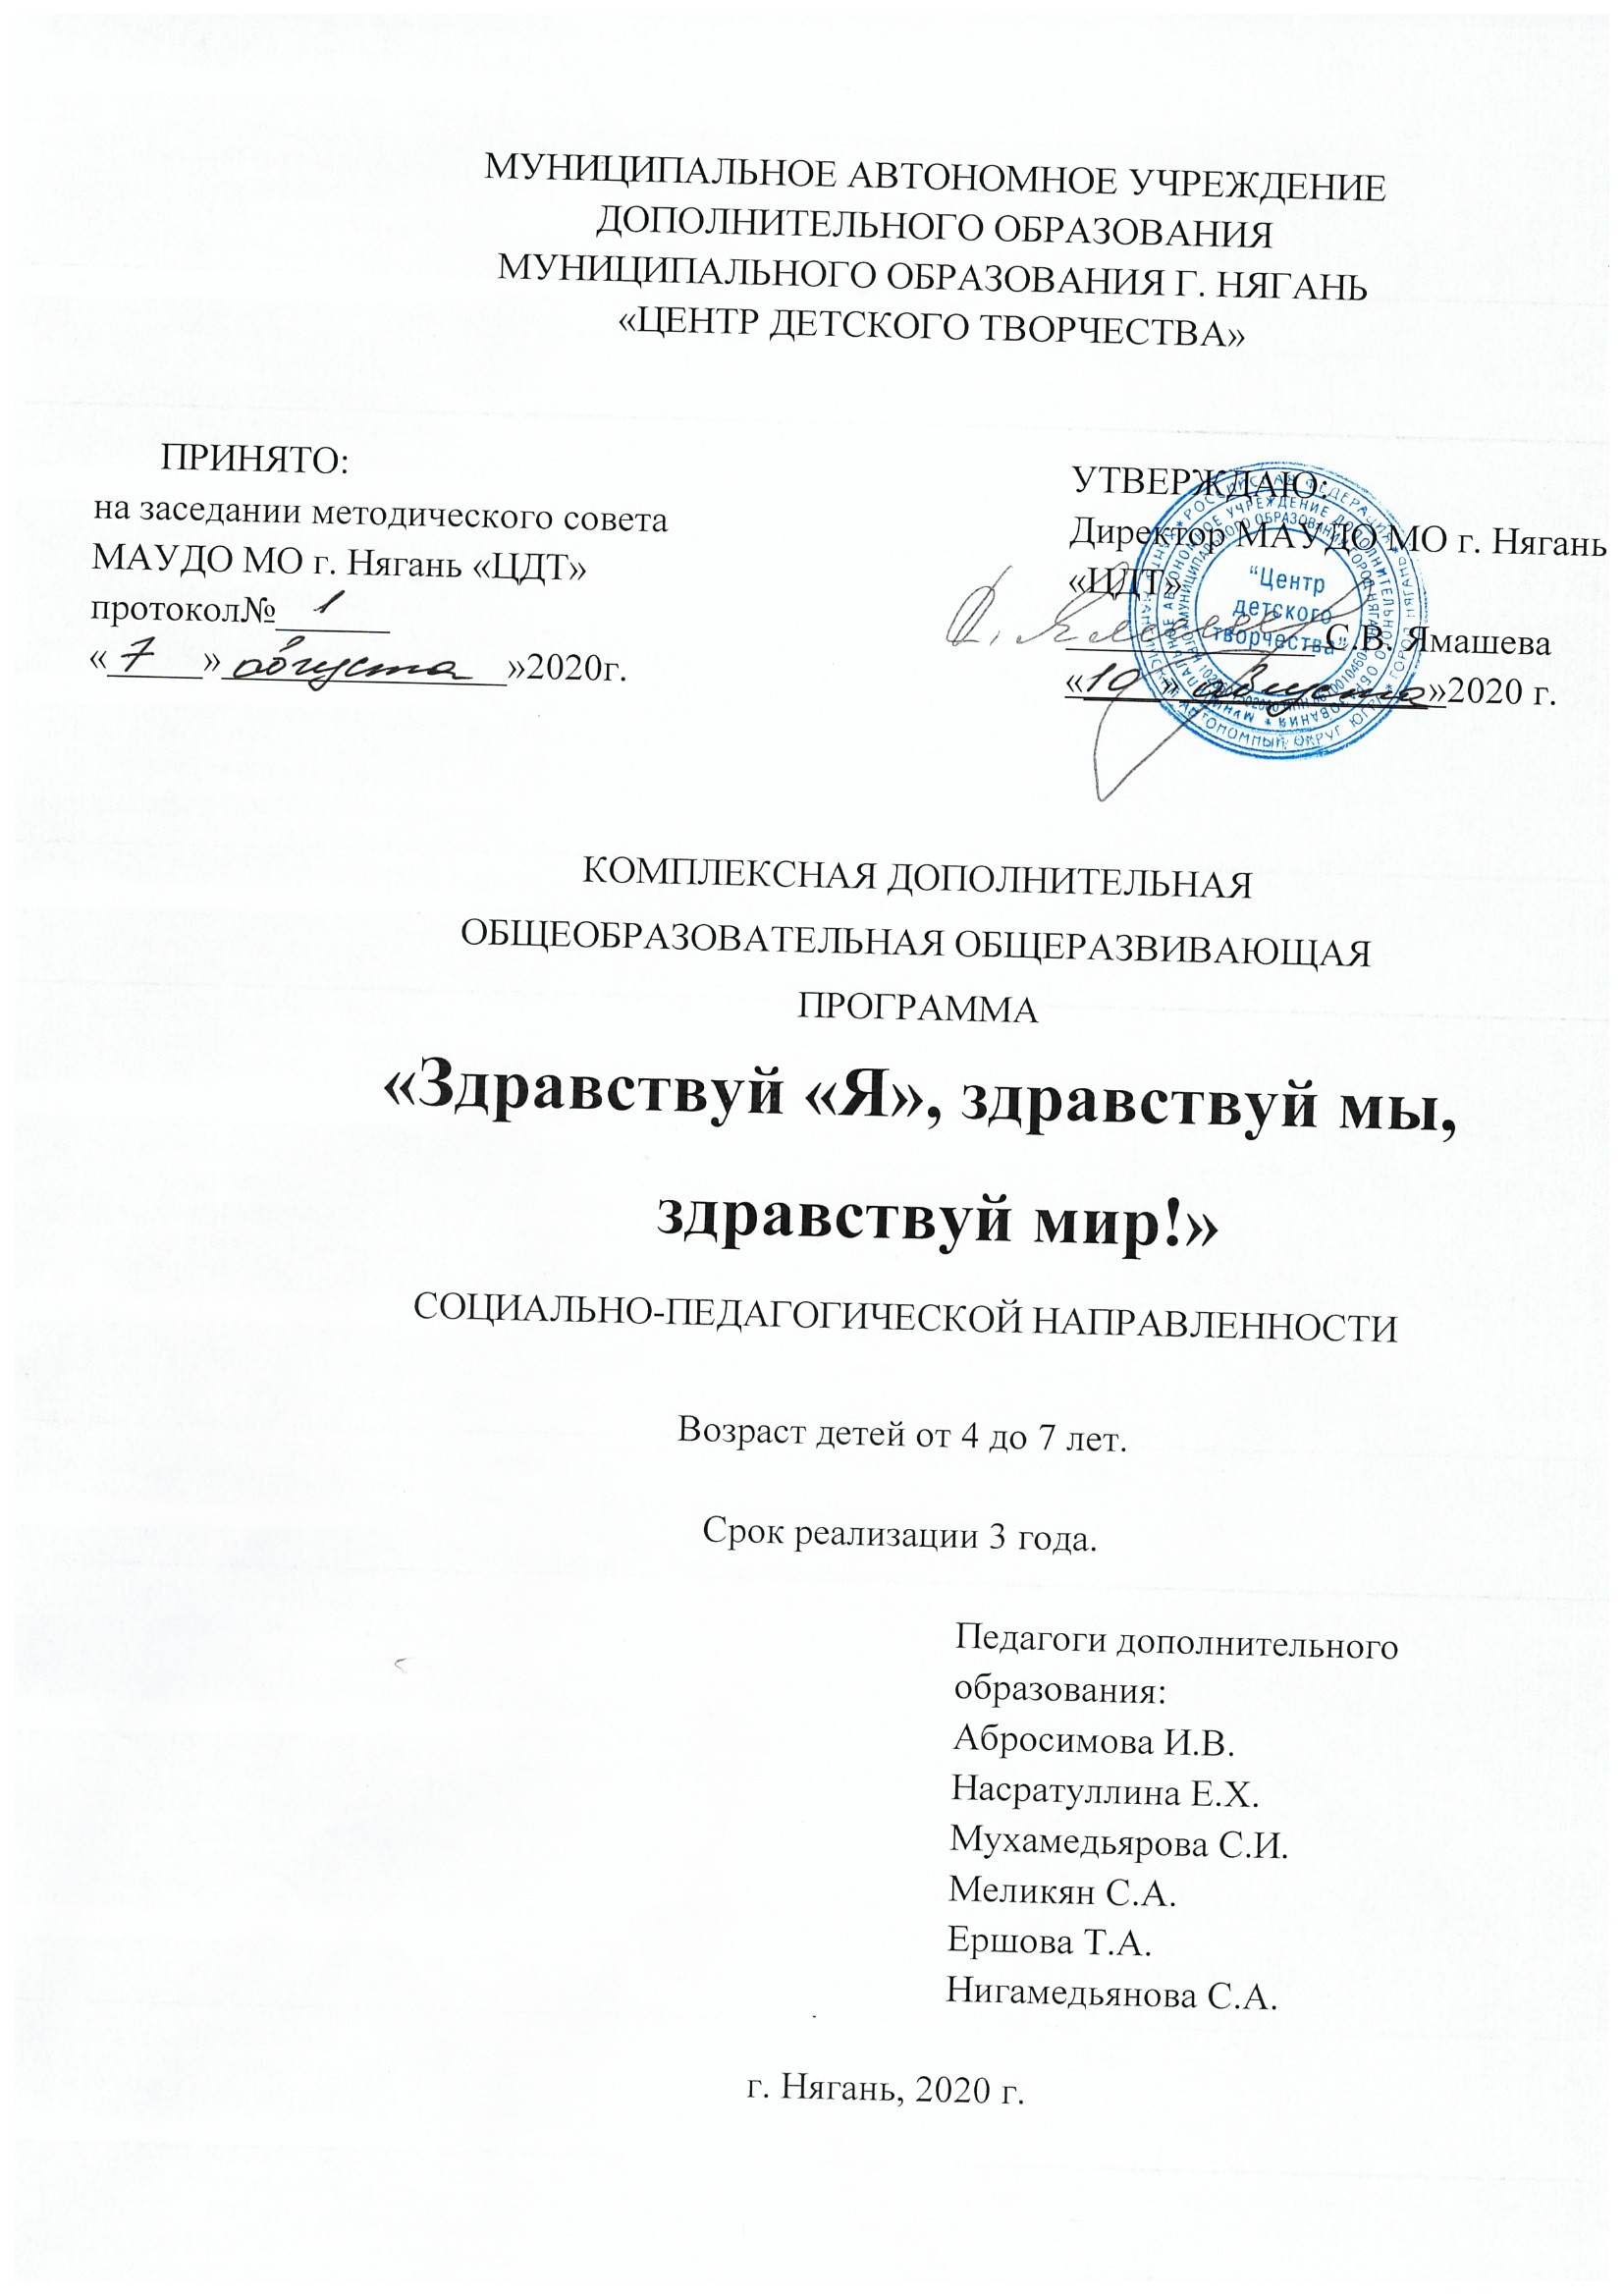 МУНИЦИПАЛЬНОЕ АВТОНОМНОЕ УЧРЕЖДЕНИЕ
ДОПОЛНИТЕЛЬНОГО ОБРАЗОВАНИЯ
МУНИЦИПАЛЬНОГО ОБРАЗОВАНИЯ Г. НЯГАНЬ
«ЦЕНТР ДЕТСКОГО ТВОРЧЕСТВА»
ПРИНЯТО:
на заседании методического совета
МАУДО МО г. Нягань «ЦДТ»
протокол№ 1
«7» августа »2020г.
УТВЕРЖДАЮ:
Директор МАУДО МО г. Нягань
«ЦДТ»
С.В. Ямашева
августа »2020 г.
"Центр
детского
творчества"
КОМПЛЕКСНАЯ ДОПОЛНИТЕЛЬНАЯ
ОБЩЕОБРАЗОВАТЕЛЬНАЯ ОБЩЕРАЗВИВАЮЩАЯ
ПРОГРАММА
«Здравствуй «Я», здравствуй мы,
здравствуй мир!»
СОЦИАЛЬНО-ПЕДАГОГИЧЕСКОЙ НАПРАВЛЕННОСТИ
Возраст детей от 4 до 7 лет.
Срок реализации 3 года.
Педагоги дополнительного
образования:
Абросимова И.В.
Насратуллина Е.Х.
Мухамедьярова С.И.
Меликян С.А.
Ершова Т.А.
Нигамедьянова С.А.
г. Нягань, 2020 г.